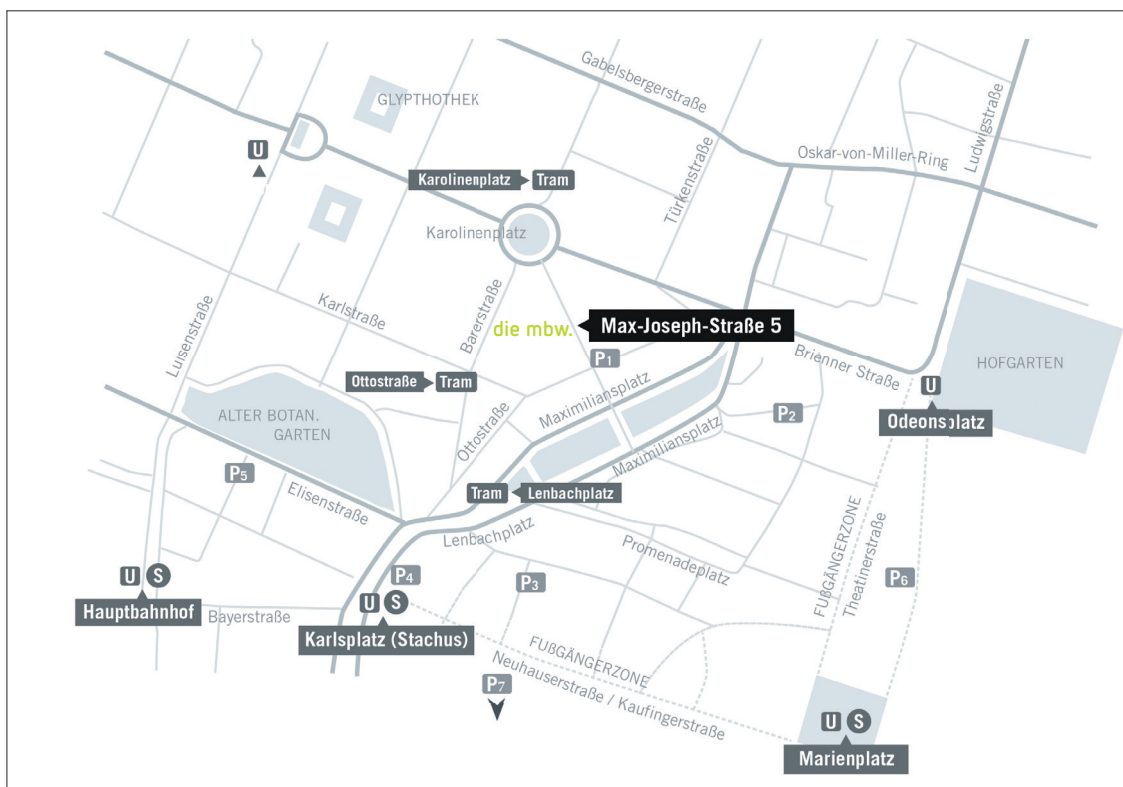 Gabelsbergerstraße
Ludwigstraße
GLYPTHOTHEK
U
Oskar-von-Miller-Ring
Türkenstraße
Karolinenplatz Tram
Karolinenplatz
Karlstraße
Barerstraße
Luisenstraße
die mbw.
Max-Joseph-Straße 5
P1
Brienner Straße
HOFGARTEN
Ottostraße Tram
Maximiliansplatz
U
Odeonsplatz
ALTER BOTAN.
GARTEN
Ottostraße
P2
Maximiliansplatz
P5
Elisenstraße
Tram Lenbachplatz
Lenbachplatz
Promenadeplatz
FUßGÄNGERZONE
Theatinerstraße
U S
Hauptbahnhof
P4
P3
P6
Bayerstraße
U S
Karlsplatz (Stachus)
FUßGÄNGERZONE
Neuhauserstraße / Kaufingerstraße
P7
U S
Marienplatz